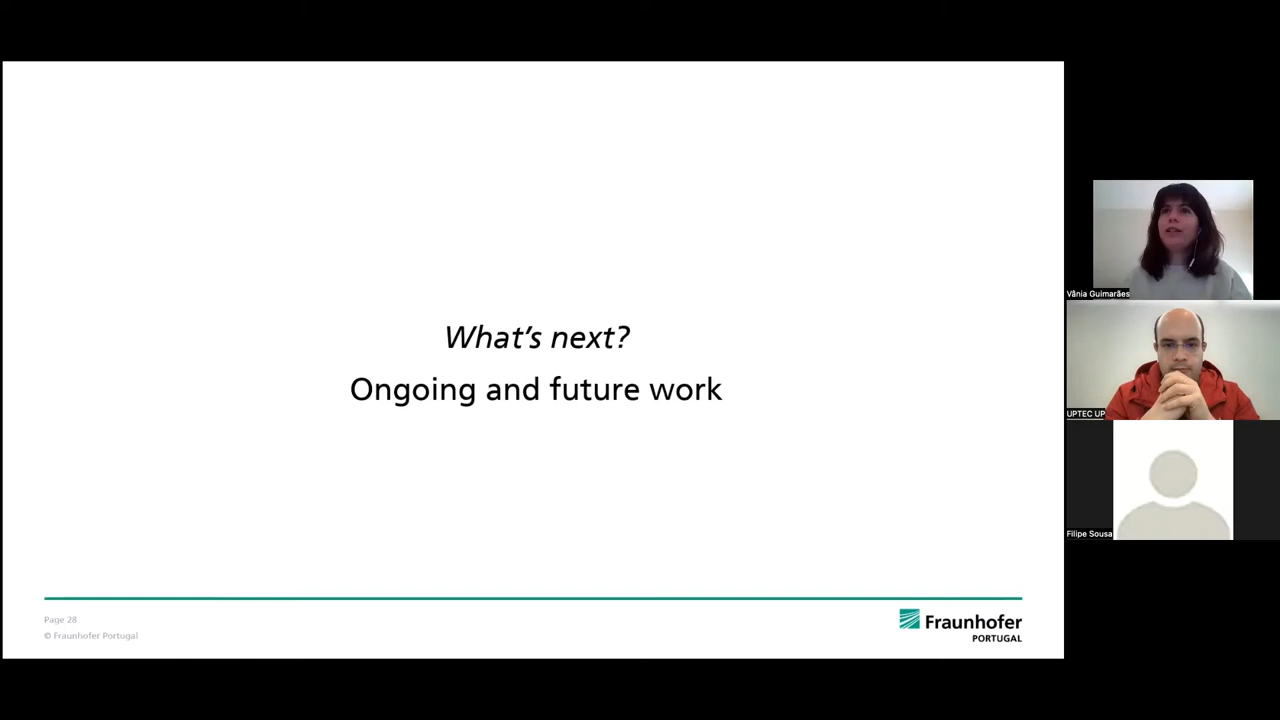 What's next?
Ongoing and future work
Page 28
© Fraunhofer Portugal
Fraunhofer
PORTUGAL
Vânia Guimarães
UPTEC UP
Filipe Sousa